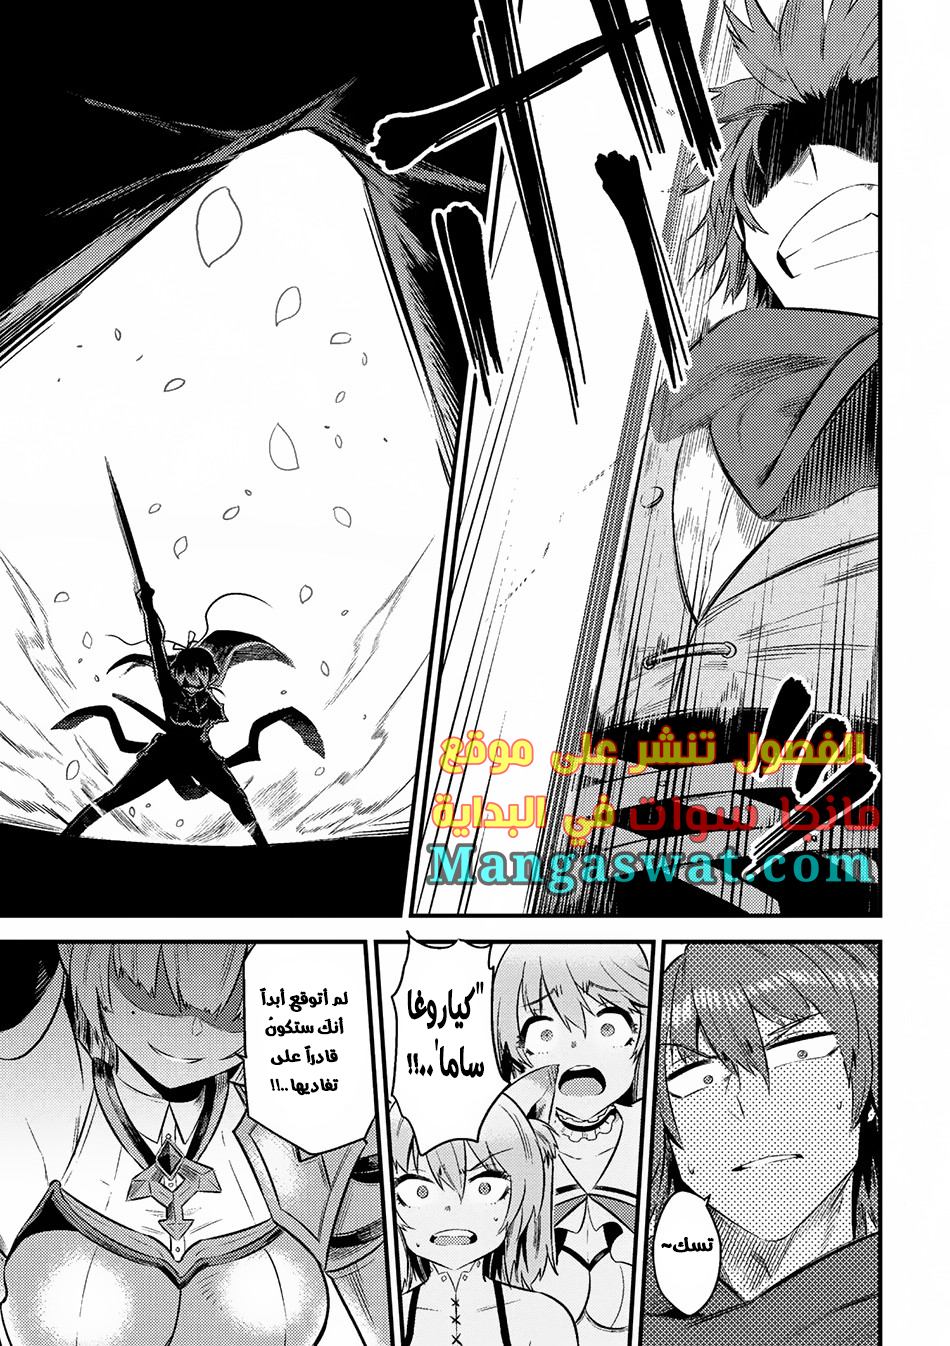 الفصول تنشر على موقع
مانجا سوات في البداية
Mangaswat.com
تسك~
"كياروغا
ساما'..!!
لم أتوقع أبداً
أنكَ ستكونُ
قادراً على
تفاديها ..!!